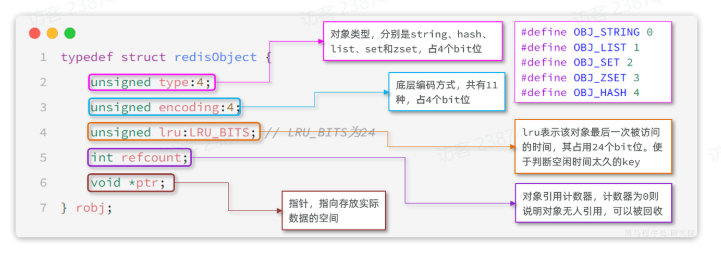 1 typedef struct redisObject {
2 unsigned type:4;
3 unsigned encoding:4;
4 unsigned lru:LRU_BITS; // LRU_BITS为24
5 int refcount;
6 void *ptr;
7 } robj;
对象类型，分别是string、hash、
list、set和zset，占4个bit位
底层编码方式，共有11
种，占4个bit位
#define OBJ_STRING 0
#define OBJ_LIST 1
#define OBJ_SET 2
#define OBJ_ZSET 3
#define OBJ_HASH 4
lru表示该对象最后一次被访问
的时间，其占用24个bit位。便
于判断空闲时间太久的key
对象引用计数器，计数器为0则
说明对象无人引用，可以被回收
指针，指向存放实际
数据的空间